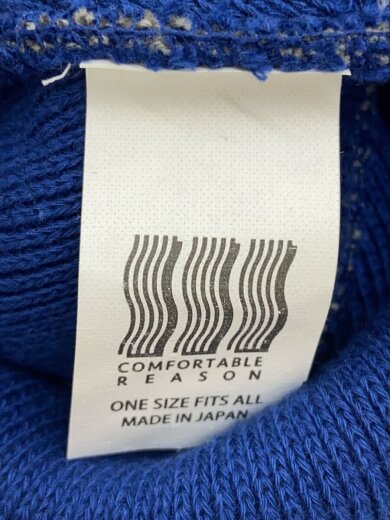 COMFORTABLE
REASON
ONE SIZE FITS ALL
MADE IN JAPAN